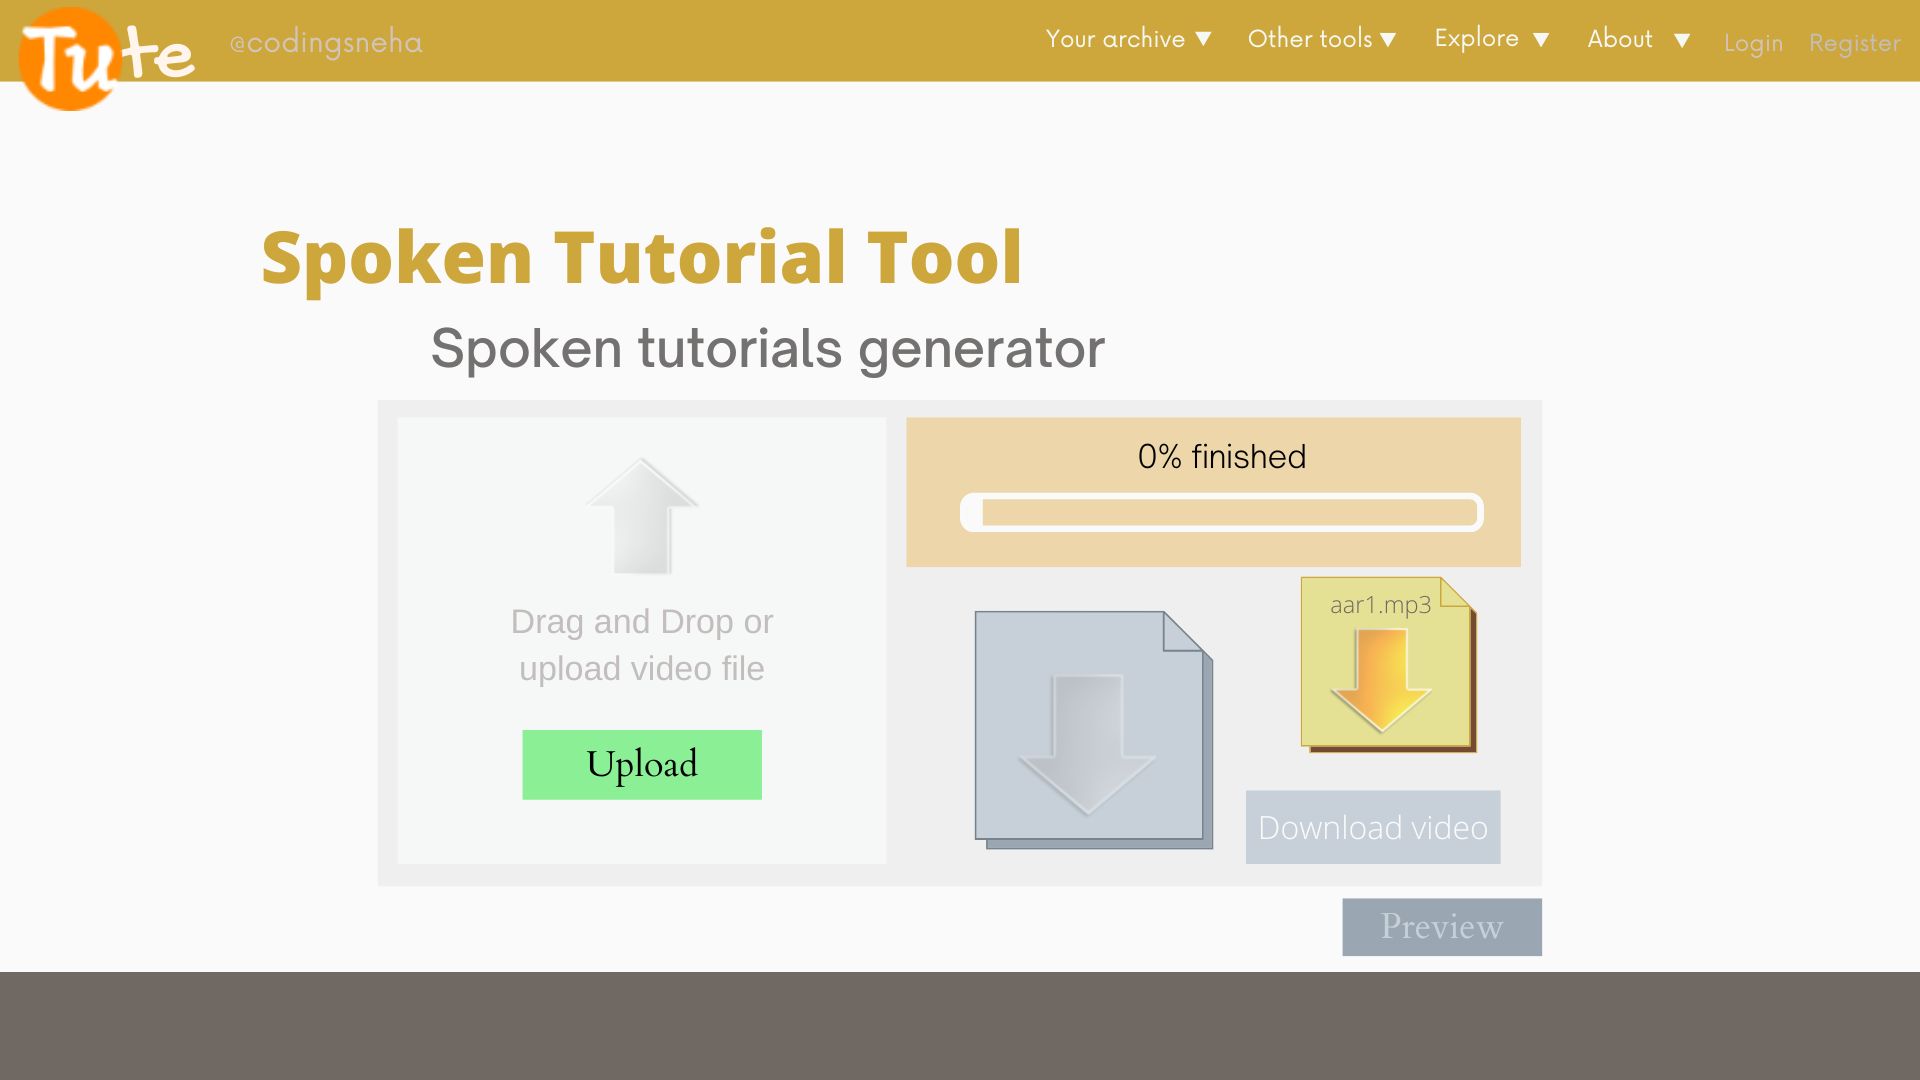 Tute
@codingsneha
Your archive ▼
Other tools ▼
Explore ▼
About ▼
Login
Register
Spoken Tutorial Tool
Spoken tutorials generator
Drag and Drop or
upload video file
Upload
0% finished
aar1.mp3
Download video
Preview